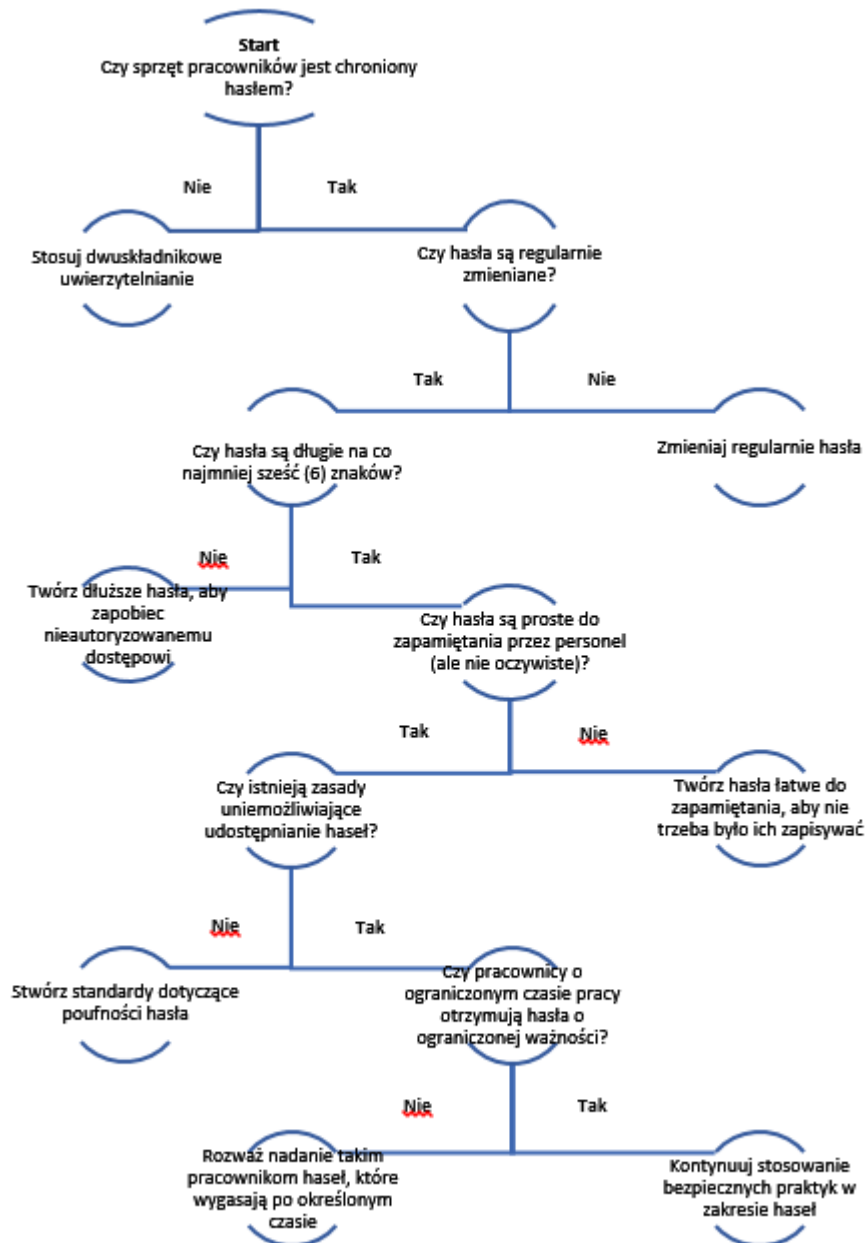 Start
Czy sprzęt pracowników jest chroniony
hasłem?
Nie
Tak
Stosuj dwuskładnikowe
uwierzytelnianie
Czy hasła są regularnie
zmieniane?
Tak
Nie
Czy hasła są długie na co
najmniej sześć (6) znaków?
Zmieniaj regularnie hasła
Nie
Tak
Twórz dłuższe hasła, aby
zapobiec
nieautoryzowanemu
dostępowi
Czy hasła są proste do
zapamiętania przez personel
(ale nie oczywiste)?
Tak
Nie
Czy istnieją zasady
uniemożliwiające
udostępnianie haseł?
Twórz hasła łatwe do
zapamiętania, aby nie
trzeba było ich zapisywać
Nie
Tak
Stwórz standardy dotyczące
poufności hasła
Czy pracownicy o
ograniczonym czasie pracy
otrzymują hasła o
ograniczonej ważności?
Nie
Tak
Rozważ nadanie takim
pracownikom haseł, które
wygasają po określonym
czasie
Kontynuuj stosowanie
bezpiecznych praktyk w
zakresie haseł